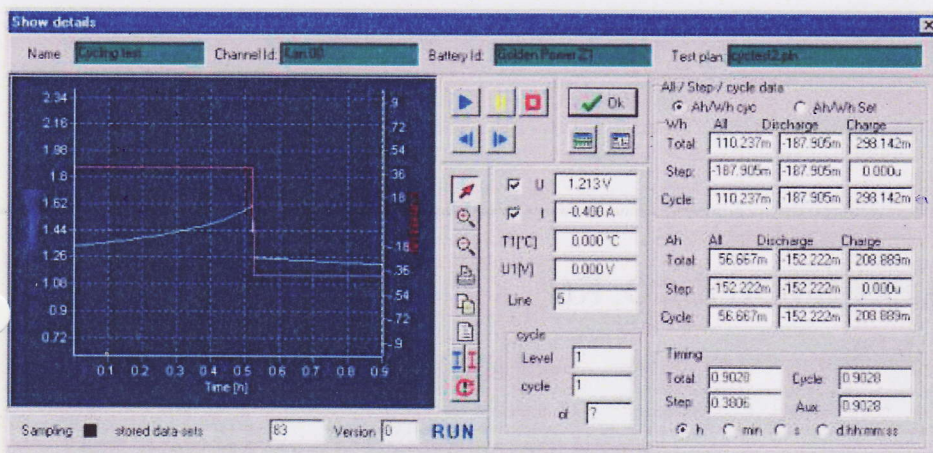 Show details
Name Cycling test Channel Id: Battery Id: Golden Power Z1 Test plan: cyctest2.pln
2.34
2.16
1.98
1.8
1.62
1.44
1.26
1.08
0.9
0.72
.9
.72
.54
.36
.18
.18
.36
.54
.72
.9
0.1 0.2 0.3 0.4 0.5 0.6 0.7 0.8 0.9
Time [h]
Sampling stored data-sets 83 Version 0 RUN
Ok
U 1.213 V
I -0.400 A
T1[°C] 0.000 °C
U1[V] 0.000 V
Line 5
cycle
Level 1
cycle 1
of ?
All / Step / cycle data
Ah/Wh cyc Ah/Wh Set
Wh All Discharge Charge
Total: 110.237m -187.905m 298.142m
Step: -187.905m -187.905m 0.000u
Cycle: 110.237m -187.905m 298.142m
Ah All Discharge Charge
Total: 56.667m -152.222m 208.889m
Step: -152.222m -152.222m 0.000u
Cycle: 56.667m -152.222m 208.889m
Timing
Total: 0.9028 Cycle: 0.9028
Step: 0.3806 Aux: 0.9028
h min s d.hh:mm:ss